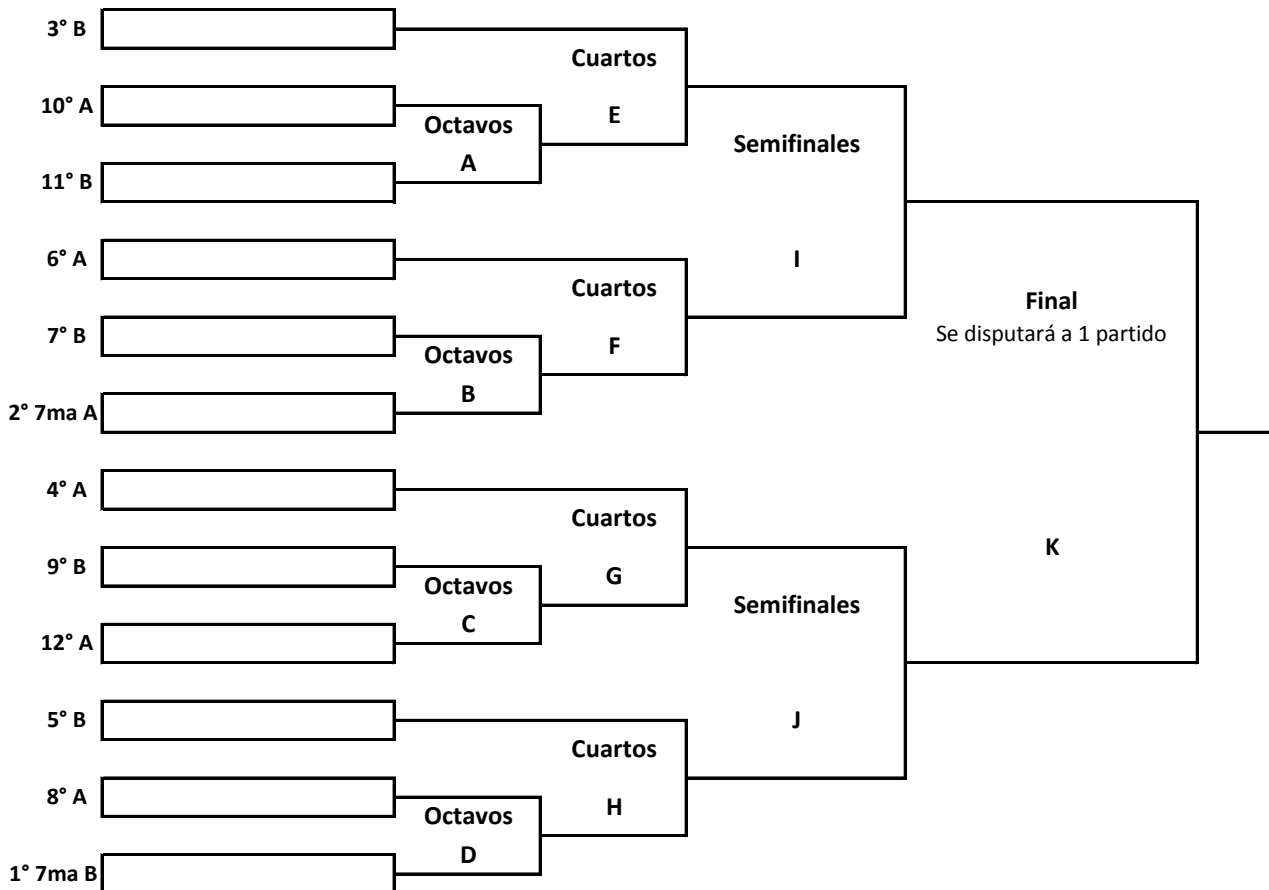 3° B
Cuartos
10° A
E
Octavos
Semifinales
A
11° B
6° A
I
Cuartos
Final
7° B
Se disputará a 1 partido
F
Octavos
B
2° 7ma A
4° A
Cuartos
K
9° B
G
Octavos
Semifinales
C
12° A
5° B
J
Cuartos
8° A
H
Octavos
D
1° 7ma B